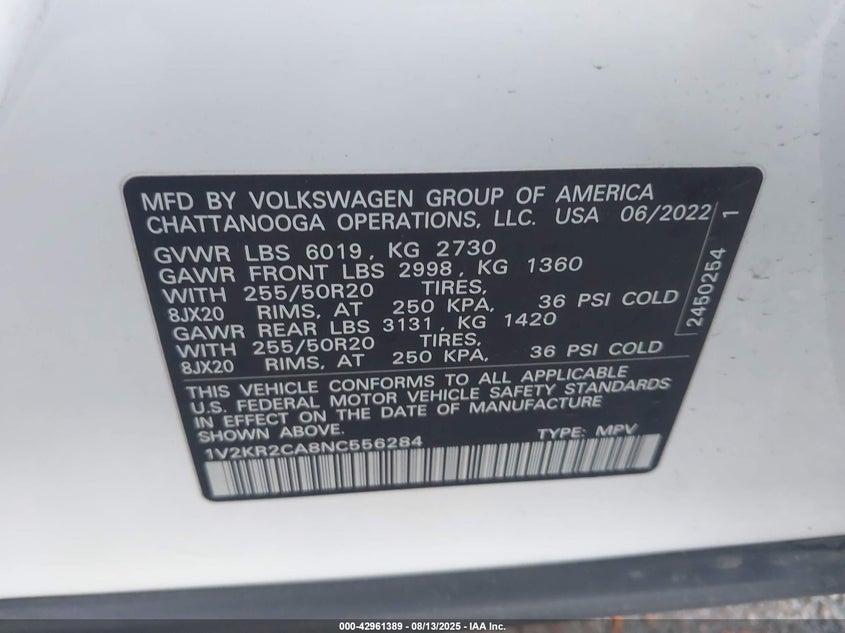 MFD BY VOLKSWAGEN GROUP OF AMERICA
CHATTANOOGA OPERATIONS, LLC. USA 06/2022 1
GVWR LBS 6019, KG 2730
GAWR FRONT LBS 2998, KG 1360
WITH 255/50R20 TIRES,
8JX20 RIMS, AT 250 KPA, 36 PSI COLD
GAWR REAR LBS 3131, KG 1420
WITH 255/50R20 TIRES,
8JX20 RIMS, AT 250 KPA, 36 PSI COLD
2450254
THIS VEHICLE CONFORMS TO ALL APPLICABLE
U.S. FEDERAL MOTOR VEHICLE SAFETY STANDARDS
IN EFFECT ON THE DATE OF MANUFACTURE
SHOWN ABOVE. TYPE: MPV
1V2KR2CA8NC556284
000-42961389 - 08/13/2025 - IAA Inc.